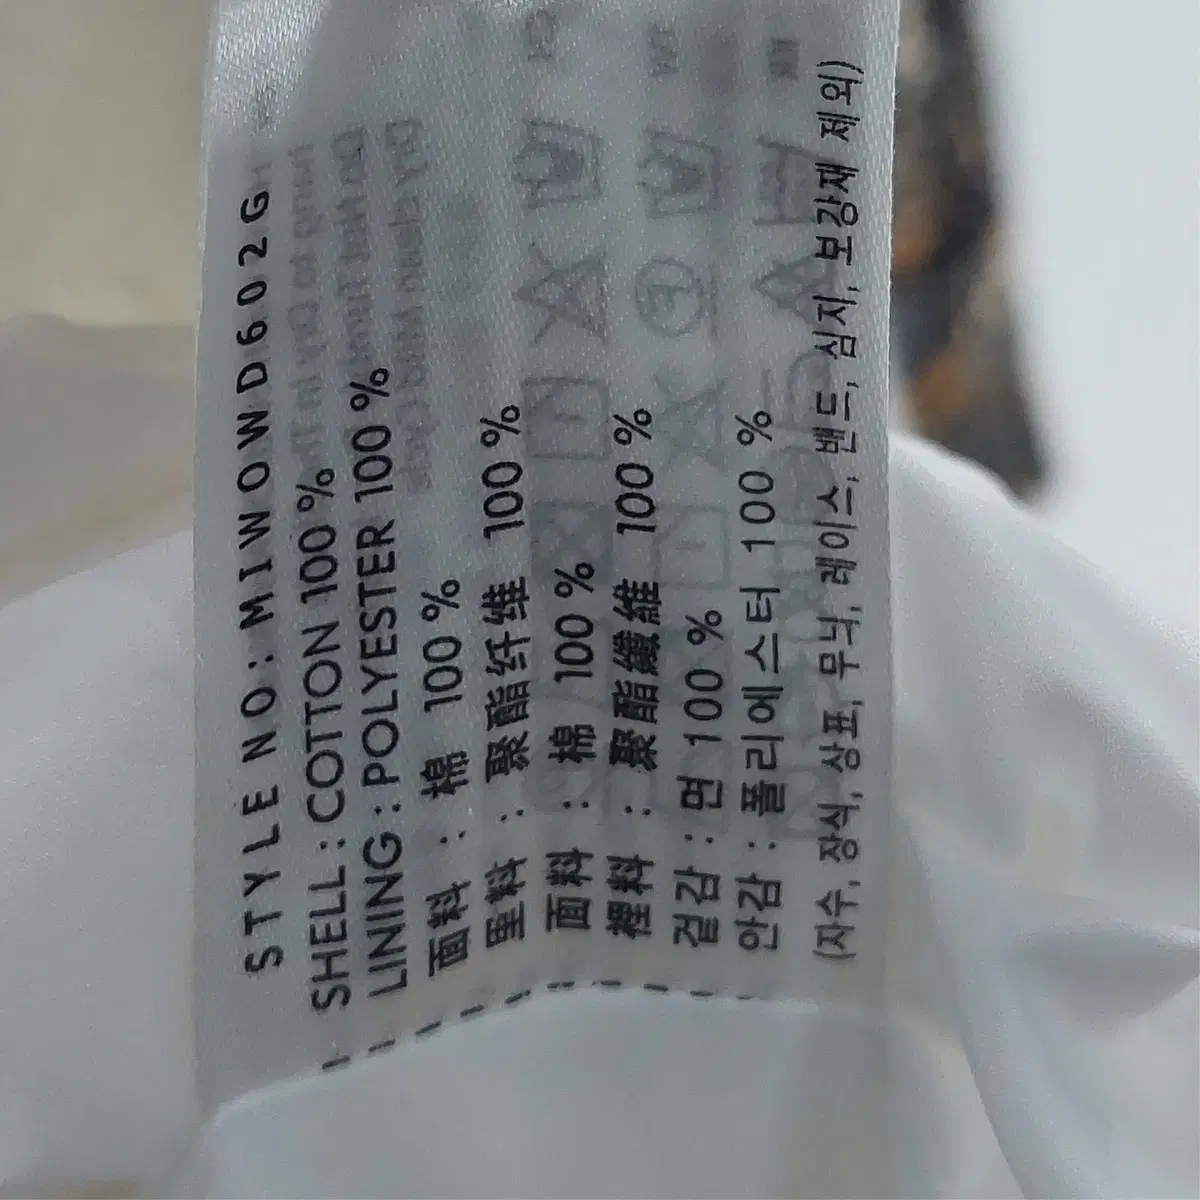 STYLE NO : MIWOWD602G
SHELL : COTTON 100 %
LINING : POLYESTER 100 %
面料 : 棉 100 %
里料 : 聚酯纤维 100 %
面料 : 棉 100 %
裡料 : 聚酯纖維 100 %
겉감 : 면 100 %
안감 : 폴리에스터 100 %
(자수, 장식, 상표, 무늬, 레이스, 밴드, 심지, 보강재 제외)